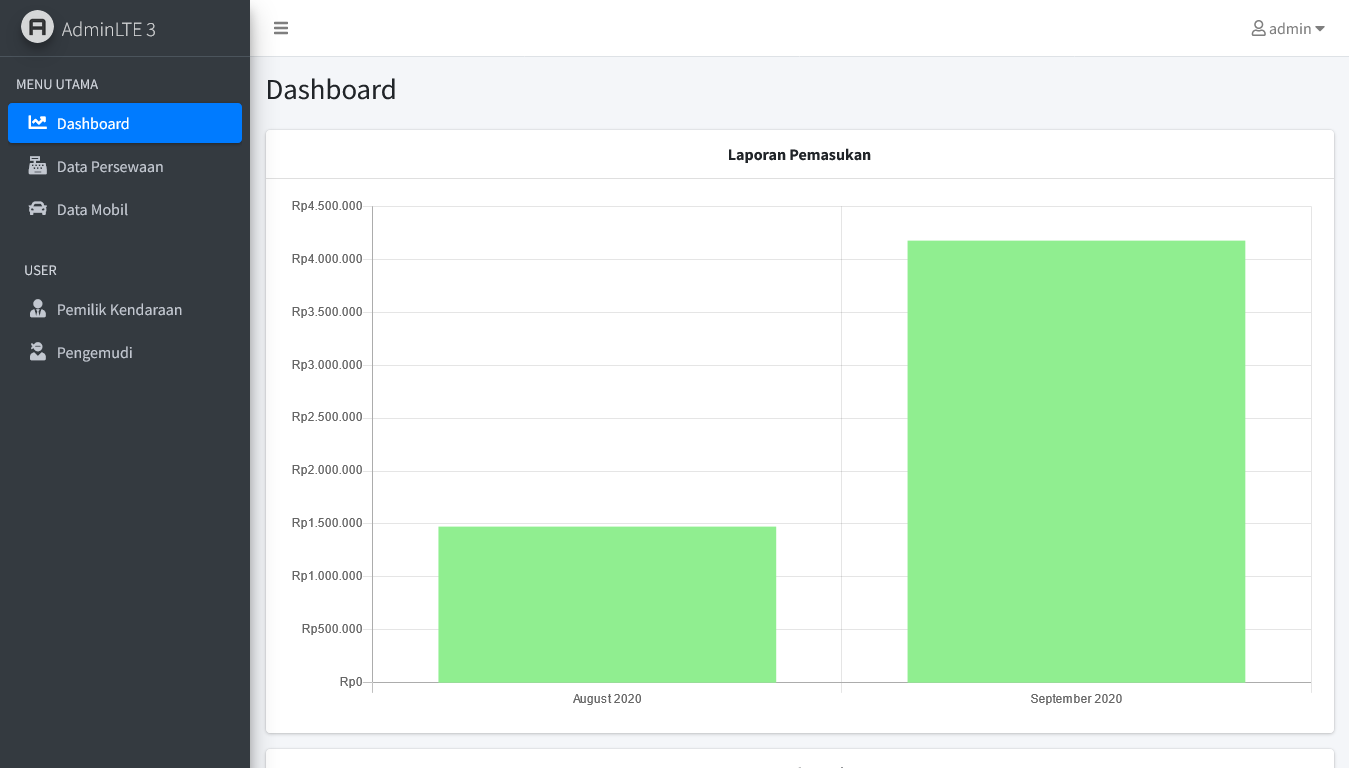 AdminLTE 3
admin
MENU UTAMA
Dashboard
Data Persewaan
Data Mobil
USER
Pemilik Kendaraan
Pengemudi
Dashboard
Laporan Pemasukan
Rp4.500.000
Rp4.000.000
Rp3.500.000
Rp3.000.000
Rp2.500.000
Rp2.000.000
Rp1.500.000
Rp1.000.000
Rp500.000
Rp0
August 2020
September 2020